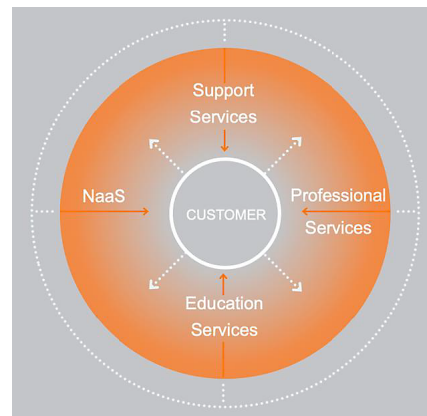 Support
Services
NaaS
CUSTOMER
Professional
Services
Education
Services